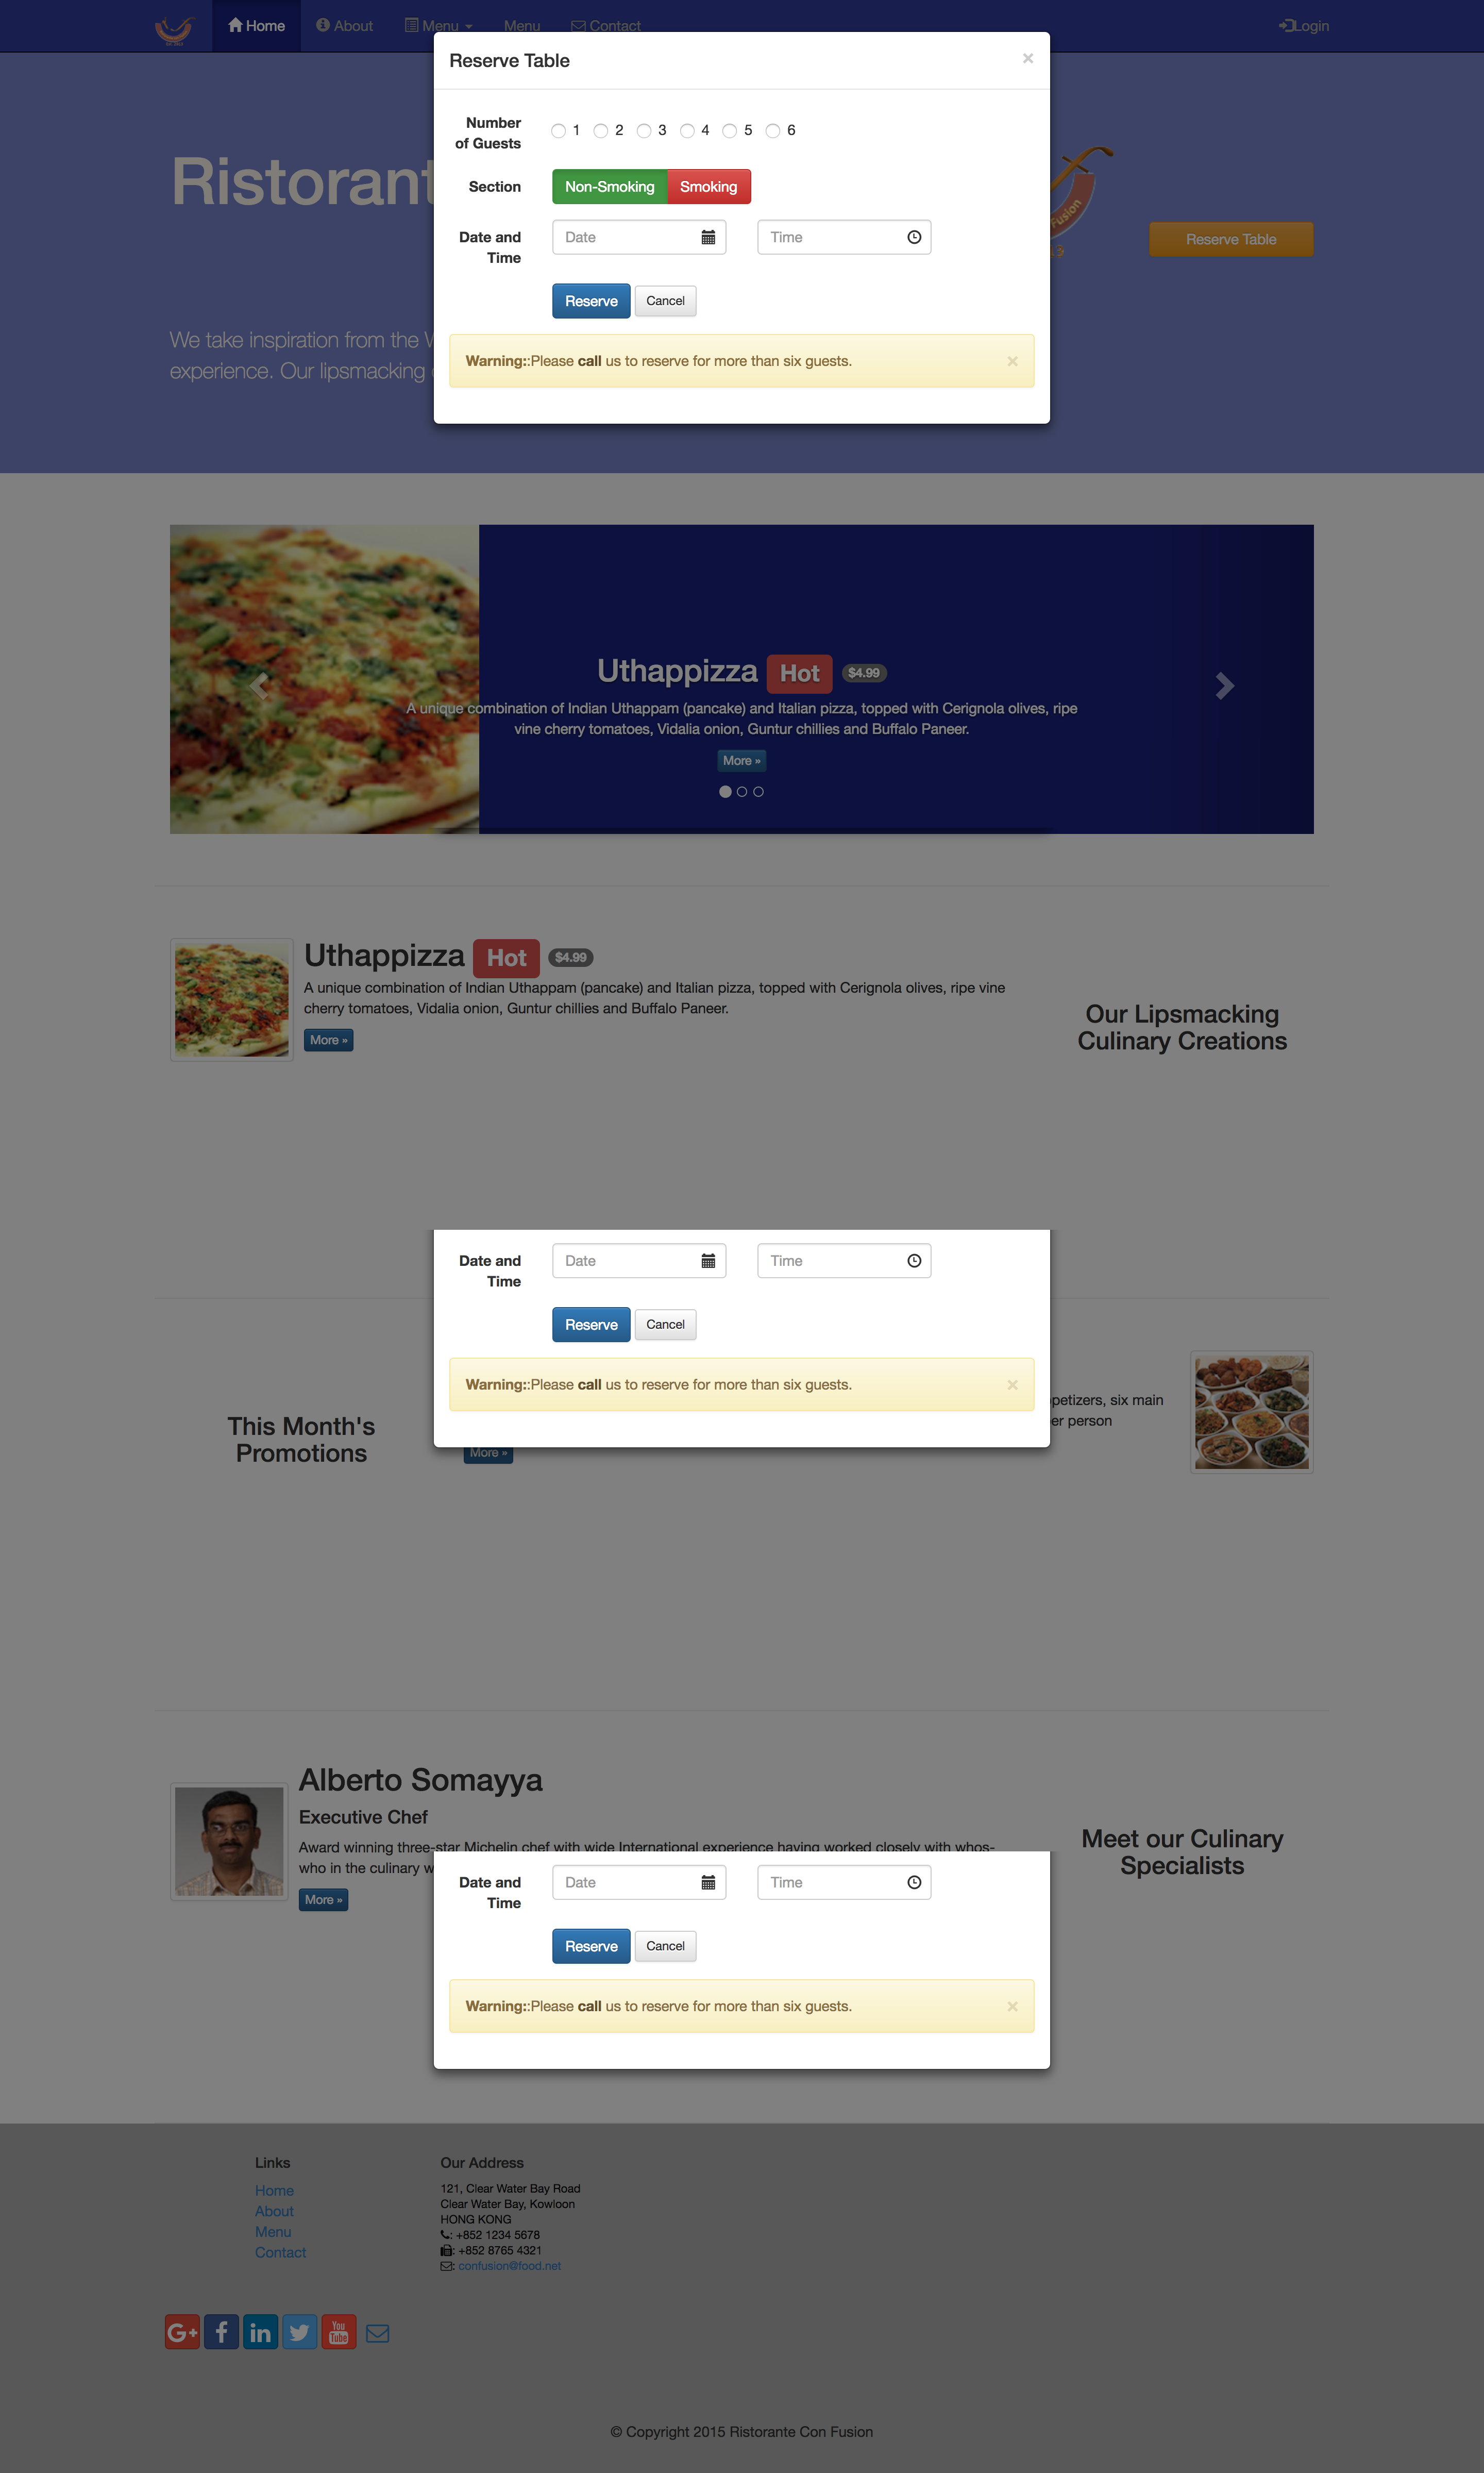 Home
About
Menu
Menu
Contact
Login
Reserve Table
×
Number
of Guests
1 2 3 4 5 6
Section
Non-Smoking
Smoking
Date and
Time
Date
Time
Reserve
Cancel
Warning::Please call us to reserve for more than six guests.
×
Ristorant
Fusion
Reserve Table
We take inspiration from the
experience. Our lipsmacking
Uthappizza Hot $4.99
A unique combination of Indian Uthappam (pancake) and Italian pizza, topped with Cerignola olives, ripe
vine cherry tomatoes, Vidalia onion, Guntur chillies and Buffalo Paneer.
More »
Uthappizza Hot $4.99
A unique combination of Indian Uthappam (pancake) and Italian pizza, topped with Cerignola olives, ripe vine
cherry tomatoes, Vidalia onion, Guntur chillies and Buffalo Paneer.
More »
Our Lipsmacking
Culinary Creations
Date and
Time
Date
Time
Reserve
Cancel
Warning::Please call us to reserve for more than six guests.
×
This Month's
Promotions
More »
petizers, six main
er person
Alberto Somayya
Executive Chef
Award winning three-star Michelin chef with wide International experience having worked closely with whos-
who in the culinary w
More »
Meet our Culinary
Specialists
Date and
Time
Date
Time
Reserve
Cancel
Warning::Please call us to reserve for more than six guests.
×
Links
Home
About
Menu
Contact
Our Address
121, Clear Water Bay Road
Clear Water Bay, Kowloon
HONG KONG
: +852 1234 5678
: +852 8765 4321
: confusion@food.net
G+ f in You Tube
© Copyright 2015 Ristorante Con Fusion